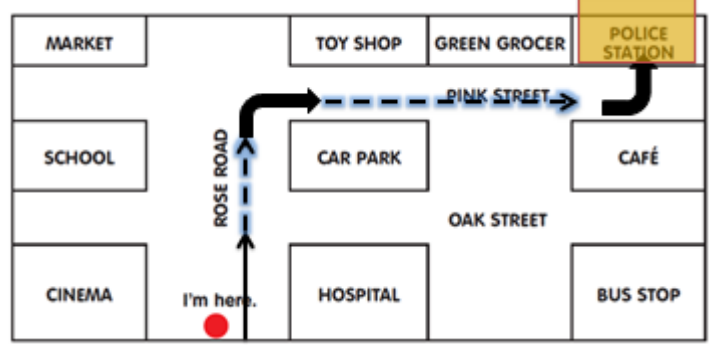 MARKET
TOY SHOP
GREEN GROCER
POLICE
STATION
PINK STREET
SCHOOL
ROSE ROAD
CAR PARK
CAFÉ
OAK STREET
CINEMA
I'm here.
HOSPITAL
BUS STOP